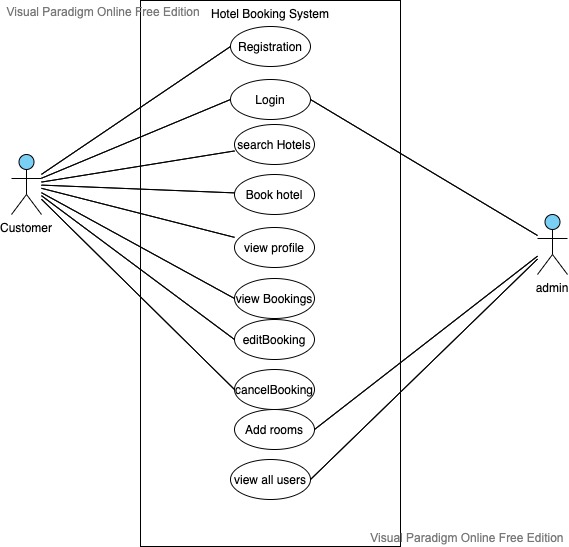 Visual Paradigm Online Free Edition
Hotel Booking System
Registration
Login
search Hotels
Book hotel
Customer
view profile
admin
view Bookings
editBooking
cancelBooking
Add rooms
view all users
Visual Paradigm Online Free Edition